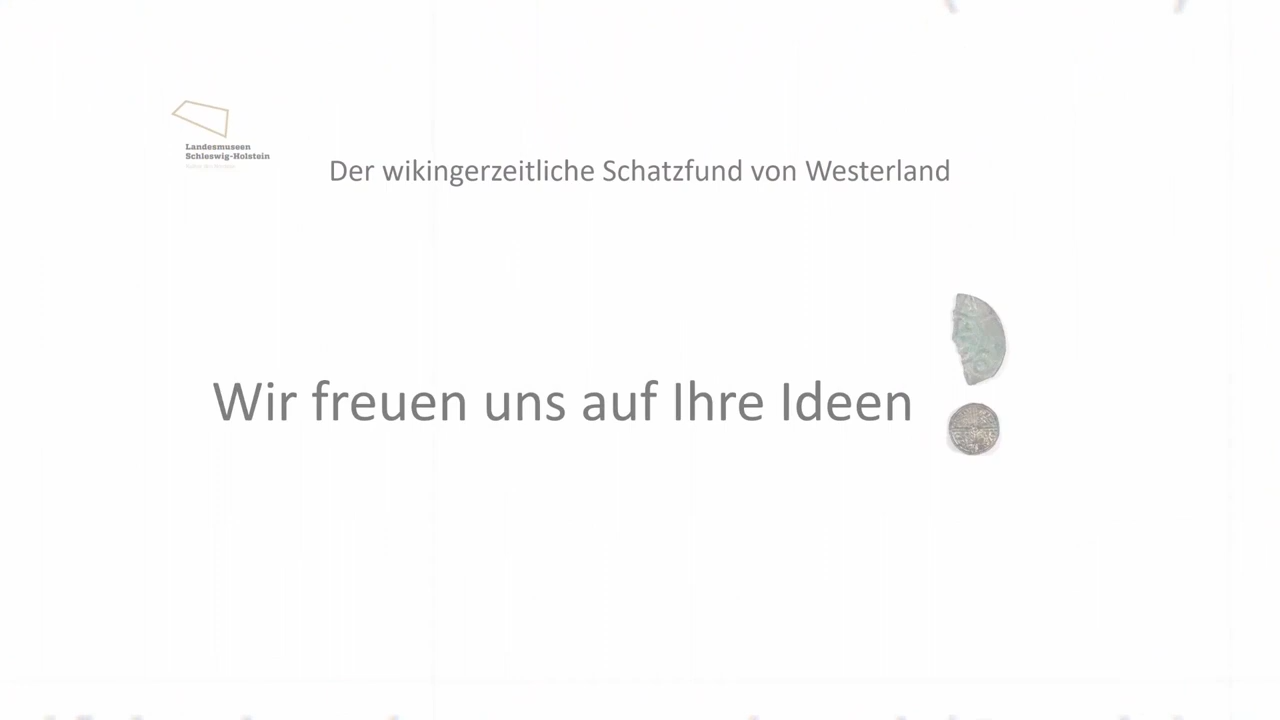 Landesmuseen
Schleswig-Holstein
Der wikingerzeitliche Schatzfund von Westerland
Wir freuen uns auf Ihre Ideen